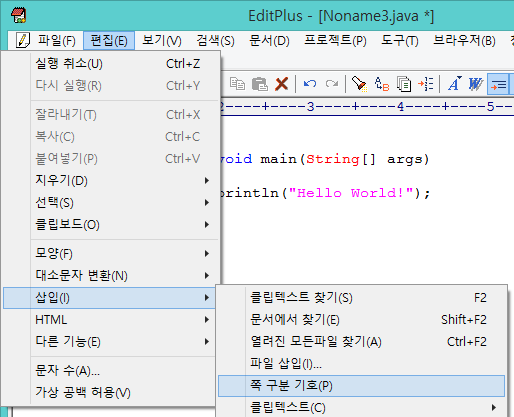 EditPlus - [Noname3.java *]
파일(F) 편집(E) 보기(V) 검색(S) 문서(D) 프로젝트(P) 도구(T) 브라우저(B)
실행 취소(U) Ctrl+Z
다시 실행(R) Ctrl+Y
잘라내기(T) Ctrl+X
복사(C) Ctrl+C
붙여넣기(P) Ctrl+V
지우기(D)
선택(S)
클립보드(O)
모양(F)
대소문자 변환(N)
삽입(I)
HTML
다른 기능(E)
문자 수(A)...
가상 공백 허용(V)
2----+----3----+----4----+----5--
void main(String[] args)
println("Hello World!");
클립텍스트 찾기(S) F2
문서에서 찾기(E) Shift+F2
열려진 모든파일 찾기(A) Ctrl+F2
파일 삽입(I)...
쪽 구분 기호(P)
클립텍스트(C)